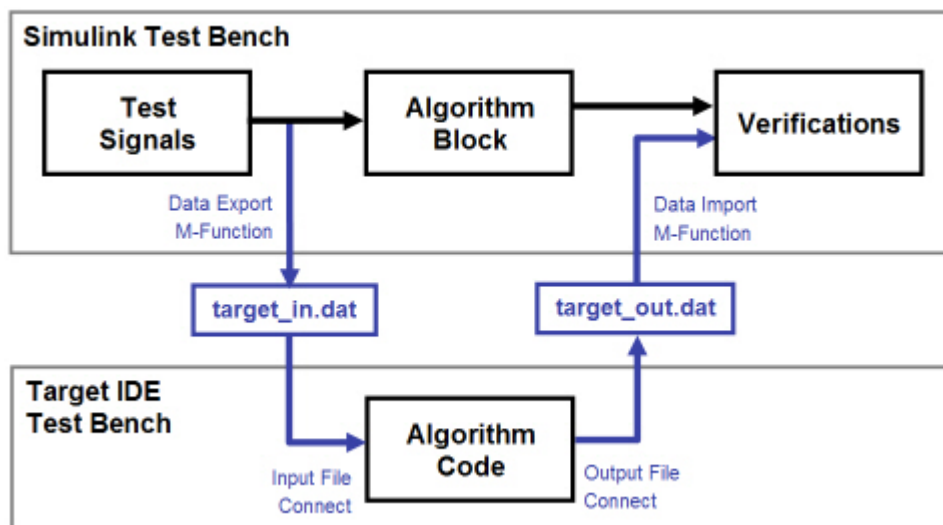 Simulink Test Bench
Test
Signals
Algorithm
Block
Verifications
Data Export
M-Function
Data Import
M-Function
target_in.dat
target_out.dat
Target IDE
Test Bench
Algorithm
Code
Input File
Connect
Output File
Connect